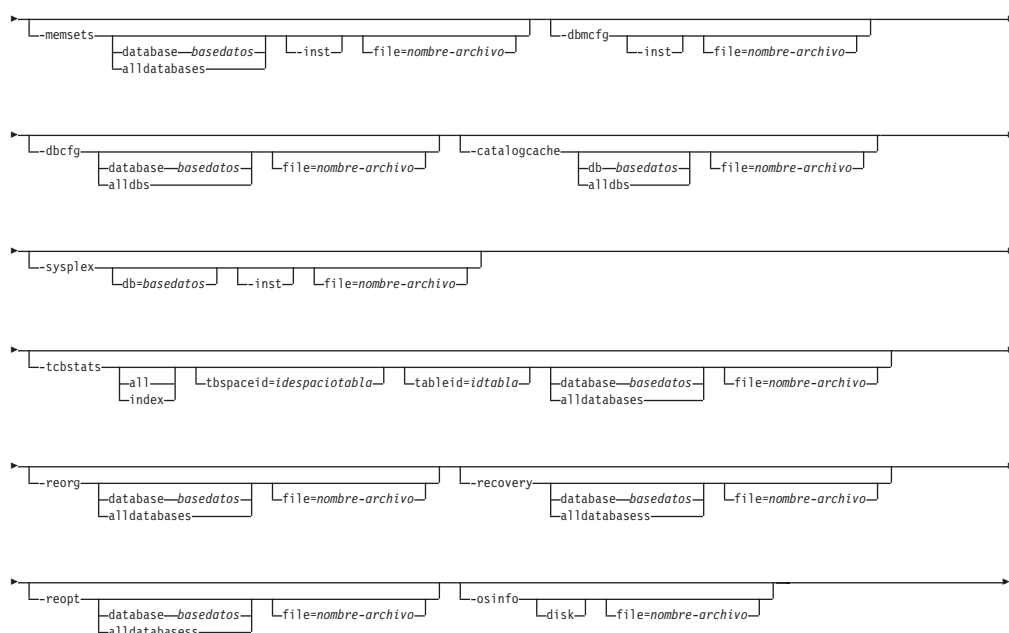 -memsets database basedatos -inst file=nombre-archivo -dbmcfg -inst file=nombre-archivo
alldatabases
-dbcfg database basedatos file=nombre-archivo -catalogcache db basedatos file=nombre-archivo
alldbs alldbs
-sysplex db=basedatos -inst file=nombre-archivo
-tcbstats all tbspaceid=idespaciotabla tableid=idtabla database basedatos file=nombre-archivo
index alldatabases
-reorg database basedatos file=nombre-archivo -recovery database basedatos file=nombre-archivo
alldatabases alldatabasess
-reopt database basedatos file=nombre-archivo -osinfo disk file=nombre-archivo
alldatabasess